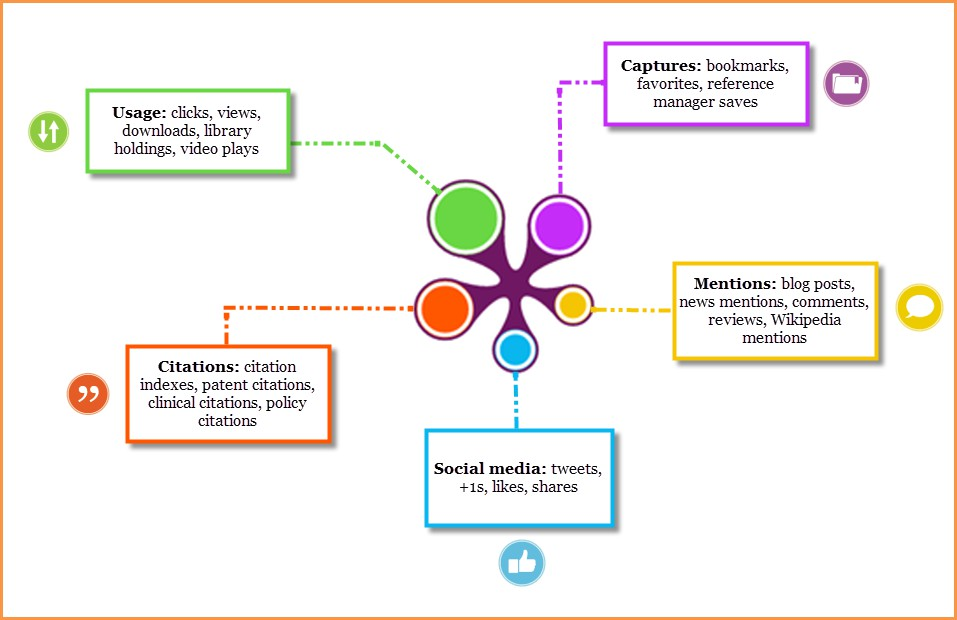 Captures: bookmarks,
favorites, reference
manager saves
Usage: clicks, views,
downloads, library
holdings, video plays
Mentions: blog posts,
news mentions, comments,
reviews, Wikipedia
mentions
Citations: citation
indexes, patent citations,
clinical citations, policy
citations
Social media: tweets,
+1s, likes, shares